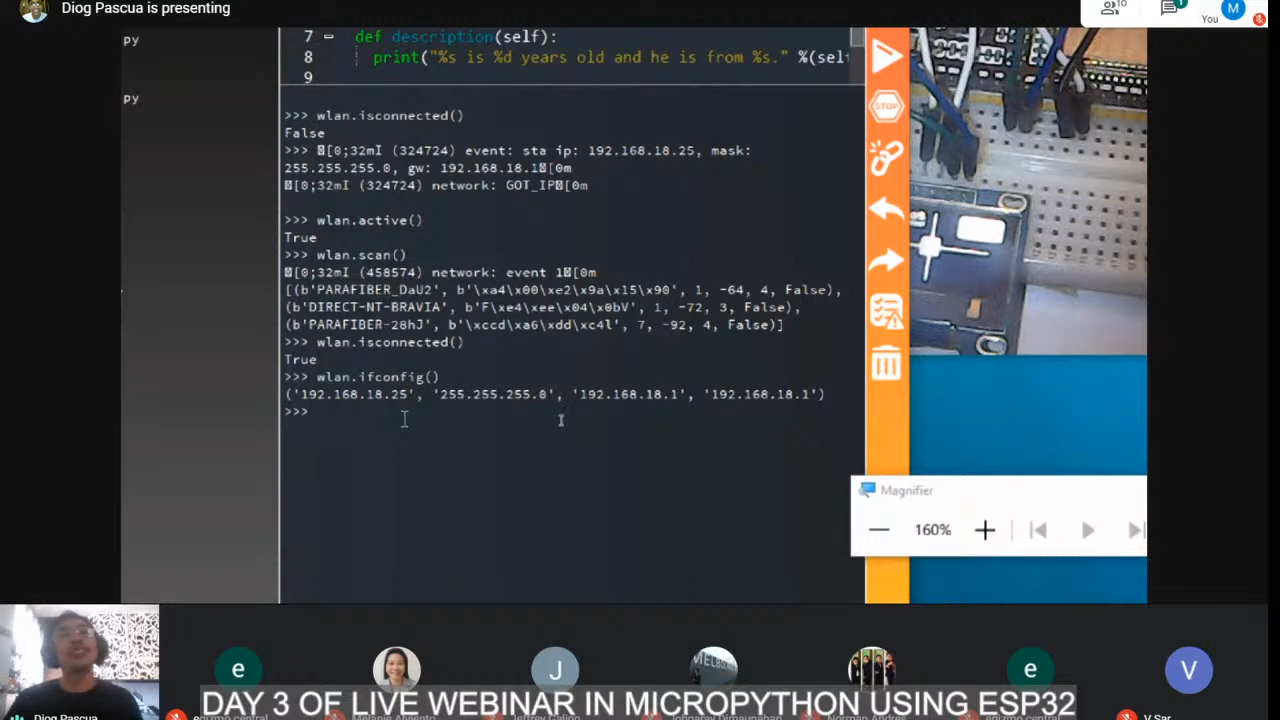 Diog Pascua is presenting
10
1
You
M
py
py
7 def description(self):
8 print("%s is %d years old and he is from %s." %(sel
9
>>> wlan.isconnected()
False
>>> [0;32mI (324724) event: sta ip: 192.168.18.25, mask:
255.255.255.0, gw: 192.168.18.1[0m
[0;32mI (324724) network: GOT_IP[0m
>>> wlan.active()
True
>>> wlan.scan()
[0;32mI (458574) network: event 1[0m
[(b'PARAFIBER_DaU2', b'\xa4\x00\xe2\x9a\x15\x90', 1, -64, 4, False),
(b'DIRECT-NT-BRAVIA', b'F\xe4\xee\x04\x0bV', 1, -72, 3, False),
(b'PARAFIBER-28hJ', b'\xccd\xa6\xdd\xc4l', 7, -92, 4, False)]
>>> wlan.isconnected()
True
>>> wlan.ifconfig()
('192.168.18.25', '255.255.255.0', '192.168.18.1', '192.168.18.1')
>>>
STOP
Magnifier
160%
e
J
MELBO
e
V
Diog Pascua
V Sar
DAY 3 OF LIVE WEBINAR IN MICROPYTHON USING ESP32